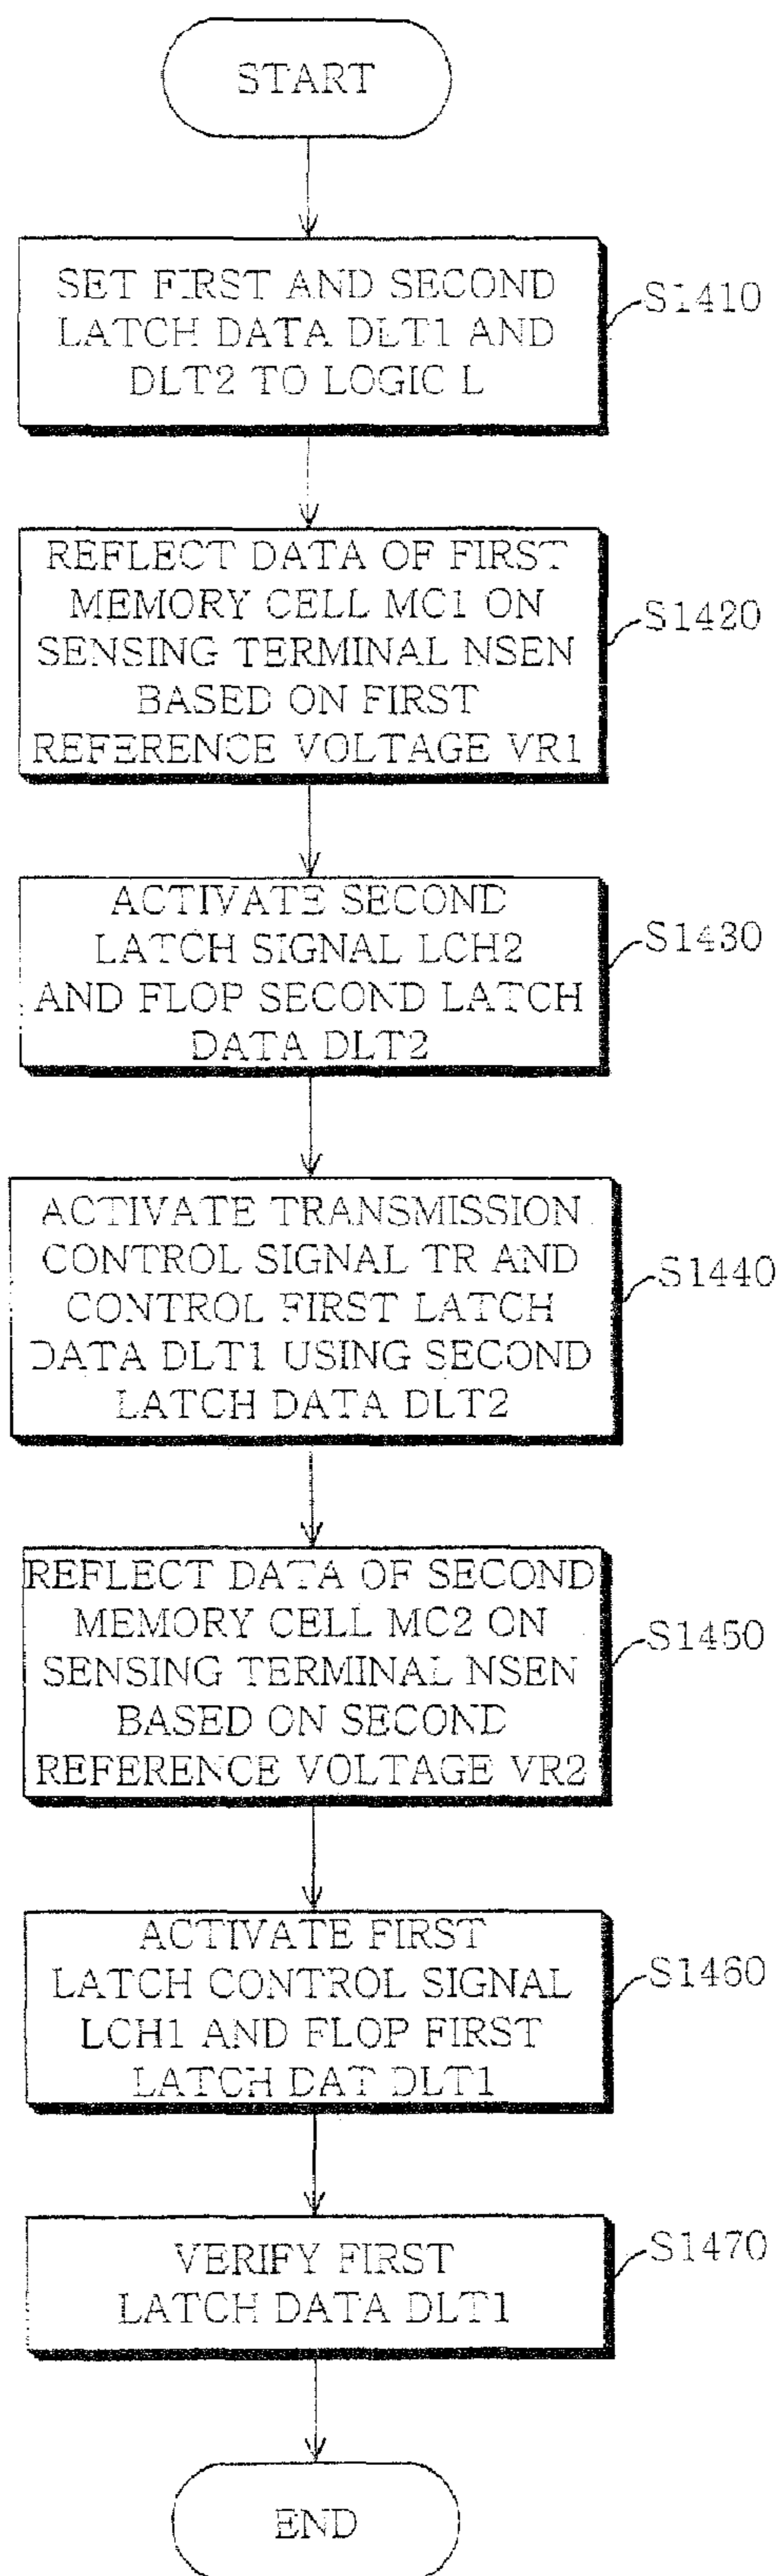 START
SET FIRST AND SECOND
LATCH DATA DLT1 AND
DLT2 TO LOGIC L
S1410
REFLECT DATA OF FIRST
MEMORY CELL MC1 ON
SENSING TERMINAL NSEN
BASED ON FIRST
REFERENCE VOLTAGE VR1
S1420
ACTIVATE SECOND
LATCH SIGNAL LCH2
AND FLOP SECOND LATCH
DATA DLT2
S1430
ACTIVATE TRANSMISSION
CONTROL SIGNAL TR AND
CONTROL FIRST LATCH
DATA DLT1 USING SECOND
LATCH DATA DLT2
S1440
REFLECT DATA OF SECOND
MEMORY CELL MC2 ON
SENSING TERMINAL NSEN
BASED ON SECOND
REFERENCE VOLTAGE VR2
S1450
ACTIVATE FIRST
LATCH CONTROL SIGNAL
LCH1 AND FLOP FIRST
LATCH DAT DLT1
S1460
VERIFY FIRST
LATCH DATA DLT1
S1470
END